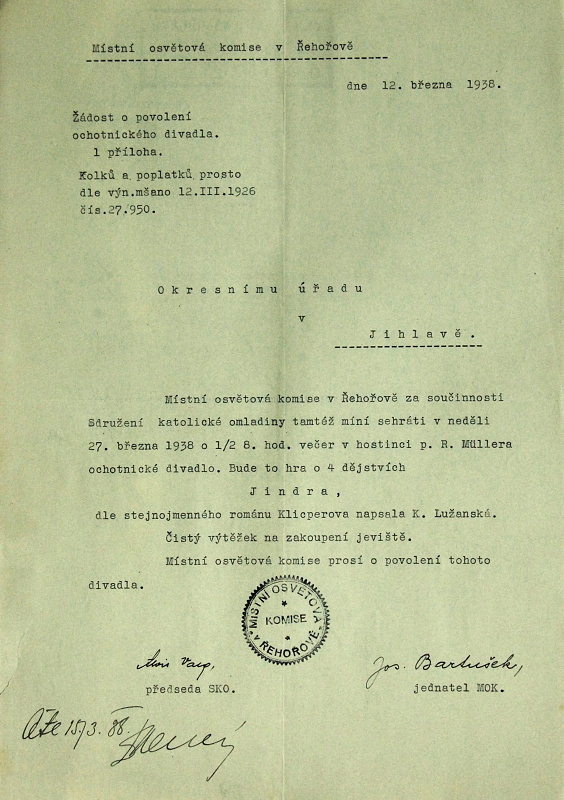 Místní osvětová komise v Řehořově
dne 12. března 1938.
Žádost o povolení
ochotnického divadla.
1 příloha.
Kolků a poplatků prosto
dle výn.mšano 12.III.1926
čís.27.950.
Okresnímu úřadu
v
Jihlavě.
Místní osvětová komise v Řehořově za součinnosti
Sdružení katolické omladiny tamtéž míní sehráti v neděli
27. března 1938 o 1/2 8. hod. večer v hostinci p. R. Müllera
ochotnické divadlo. Bude to hra o 4 dějstvích
Jindra,
dle stejnojmenného románu Klicperova napsala K. Lužanská.
Čistý výtěžek na zakoupení jeviště.
Místní osvětová komise prosí o povolení tohoto
divadla.
MÍSTNÍ OSVĚTOVÁ
KOMISE
V ŘEHOŘOVĚ
Jos. Bartušek,
předseda SKO.
jednatel MOK.